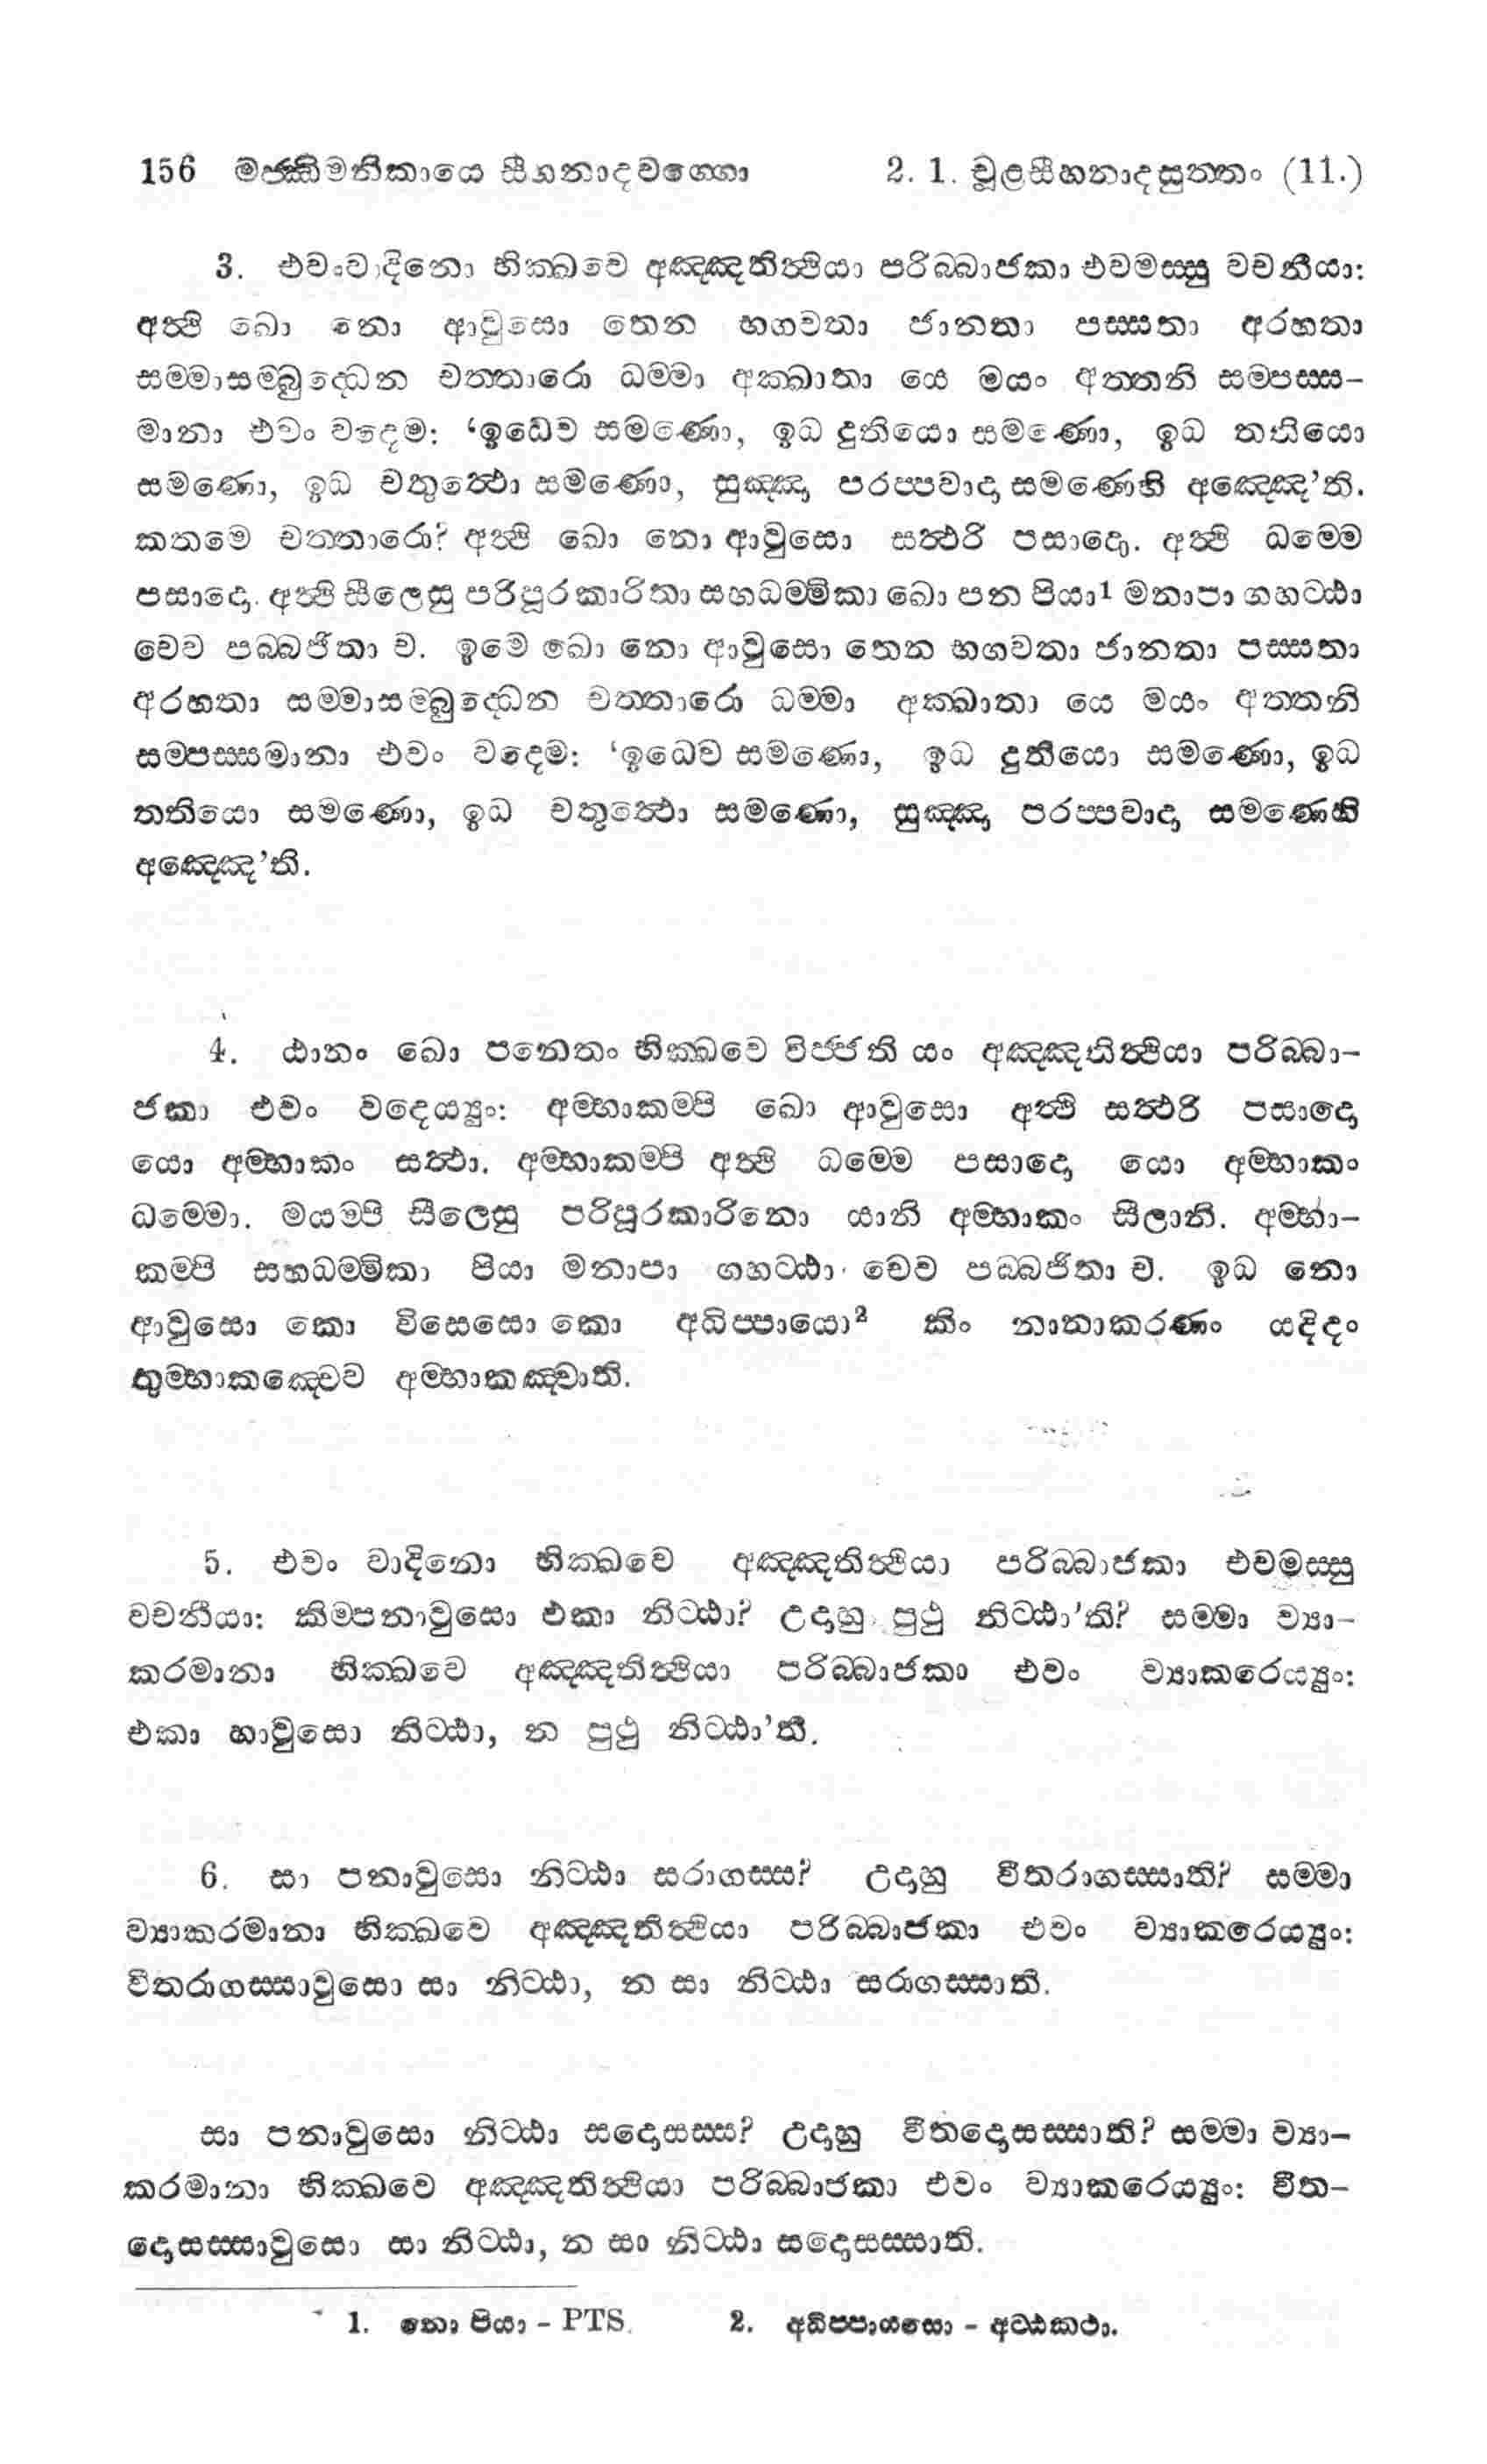 156 මජ්ඣිමනිකායෙ සීහනාදවග්ගො 2. 1. චූළසීහනාදසුත්තං (11.)
3. එවංවාදිනො භික්ඛවෙ අඤ්ඤතිත්ථියා පරිබ්බාජකා එවමස්සු වචනීයා:
අත්ථි ඛො නො ආවුසො තෙන භගවතා ජානතා පස්සතා අරහතා
සම්මාසම්බුද්ධෙන චත්තාරො ධම්මා අක්ඛාතා යෙ මයං අත්තනි සම්පස්ස-
මානා එවං වදෙම: ‘ඉධෙව සමණො, ඉධ දුතියො සමණො, ඉධ තතියො
සමණො, ඉධ චතුත්ථො සමණො, සුඤ්ඤා පරප්පවාදා සමණෙහි අඤ්ඤෙ’ති.
කතමෙ චත්තාරො? අත්ථි ඛො නො ආවුසො සත්ථරි පසාදො. අත්ථි ධම්මෙ
පසාදො. අත්ථි සීලෙසු පරිපූරකාරිතා සහධම්මිකා ඛො පන පියා1 මනාපා ගහට්ඨා
චෙව පබ්බජිතා ච. ඉමෙ ඛො නො ආවුසො තෙන භගවතා ජානතා පස්සතා
අරහතා සම්මාසම්බුද්ධෙන චත්තාරො ධම්මා අක්ඛාතා යෙ මයං අත්තනි
සම්පස්සමානා එවං වදෙම: ‘ඉධෙව සමණො, ඉධ දුතියො සමණො, ඉධ
තතියො සමණො, ඉධ චතුත්ථො සමණො, සුඤ්ඤා පරප්පවාදා සමණෙහි
අඤ්ඤෙ’ති.
4. ඨානං ඛො පනෙතං භික්ඛවෙ විජ්ජති යං අඤ්ඤතිත්ථියා පරිබ්බා-
ජකා එවං වදෙය්‍යුං: අම්හාකම්පි ඛො ආවුසො අත්ථි සත්ථරි පසාදො
යො අම්හාකං සත්ථා. අම්හාකම්පි අත්ථි ධම්මෙ පසාදො යො අම්හාකං
ධම්මො. මයම්පි සීලෙසු පරිපූරකාරිනො යානි අම්හාකං සීලානි. අම්හා-
කම්පි සහධම්මිකා පියා මනාපා ගහට්ඨා චෙව පබ්බජිතා ච. ඉධ නො
ආවුසො කො විසෙසො කො අධිප්පායො2 කිං නානාකරණං යදිදං
තුම්හාකඤ්චෙව අම්හාකඤ්චාති.
5. එවං වාදිනො භික්ඛවෙ අඤ්ඤතිත්ථියා පරිබ්බාජකා එවමස්සු
වචනීයා: කිම්පනාවුසො එකා නිට්ඨා? උදාහු පුථු නිට්ඨා’ති? සම්මා ව්‍යා-
කරමානා භික්ඛවෙ අඤ්ඤතිත්ථියා පරිබ්බාජකා එවං ව්‍යාකරෙය්‍යුං:
එකා හාවුසො නිට්ඨා, න පුථු නිට්ඨා’ති.
6. සා පනාවුසො නිට්ඨා සරාගස්ස? උදාහු වීතරාගස්සාති? සම්මා
ව්‍යාකරමානා භික්ඛවෙ අඤ්ඤතිත්ථියා පරිබ්බාජකා එවං ව්‍යාකරෙය්‍යුං:
වීතරාගස්සාවුසො සා නිට්ඨා, න සා නිට්ඨා සරාගස්සාති.
සා පනාවුසො නිට්ඨා සදොසස්ස? උදාහු වීතදොසස්සාති? සම්මා ව්‍යා-
කරමානා භික්ඛවෙ අඤ්ඤතිත්ථියා පරිබ්බාජකා එවං ව්‍යාකරෙය්‍යුං: වීත-
දොසස්සාවුසො සා නිට්ඨා, න සා නිට්ඨා සදොසස්සාති.
1. නො පියා - PTS. 2. අධිප්පායසො - අට්ඨකථා.